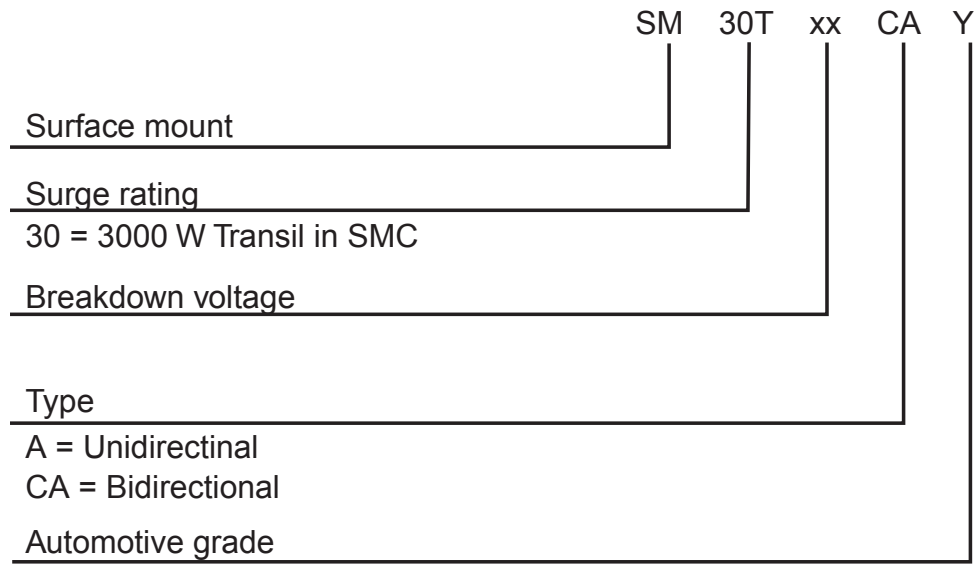 SM 30T xx CA Y
Surface mount
Surge rating
30 = 3000 W Transil in SMC
Breakdown voltage
Type
A = Unidirectinal
CA = Bidirectional
Automotive grade